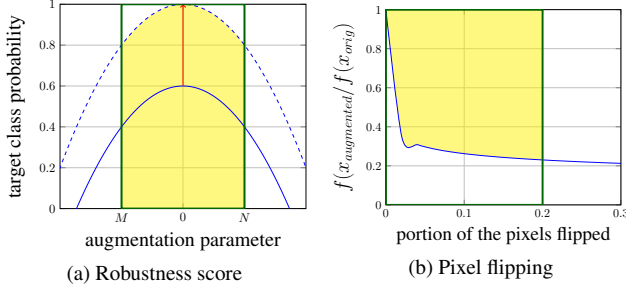 target class probability
1
0.8
0.6
0.4
0.2
0
M
0
N
augmentation parameter
(a) Robustness score
f(x_augmented/f(x_orig)
1
0.8
0.6
0.4
0.2
0
0
0.1
0.2
0.3
portion of the pixels flipped
(b) Pixel flipping